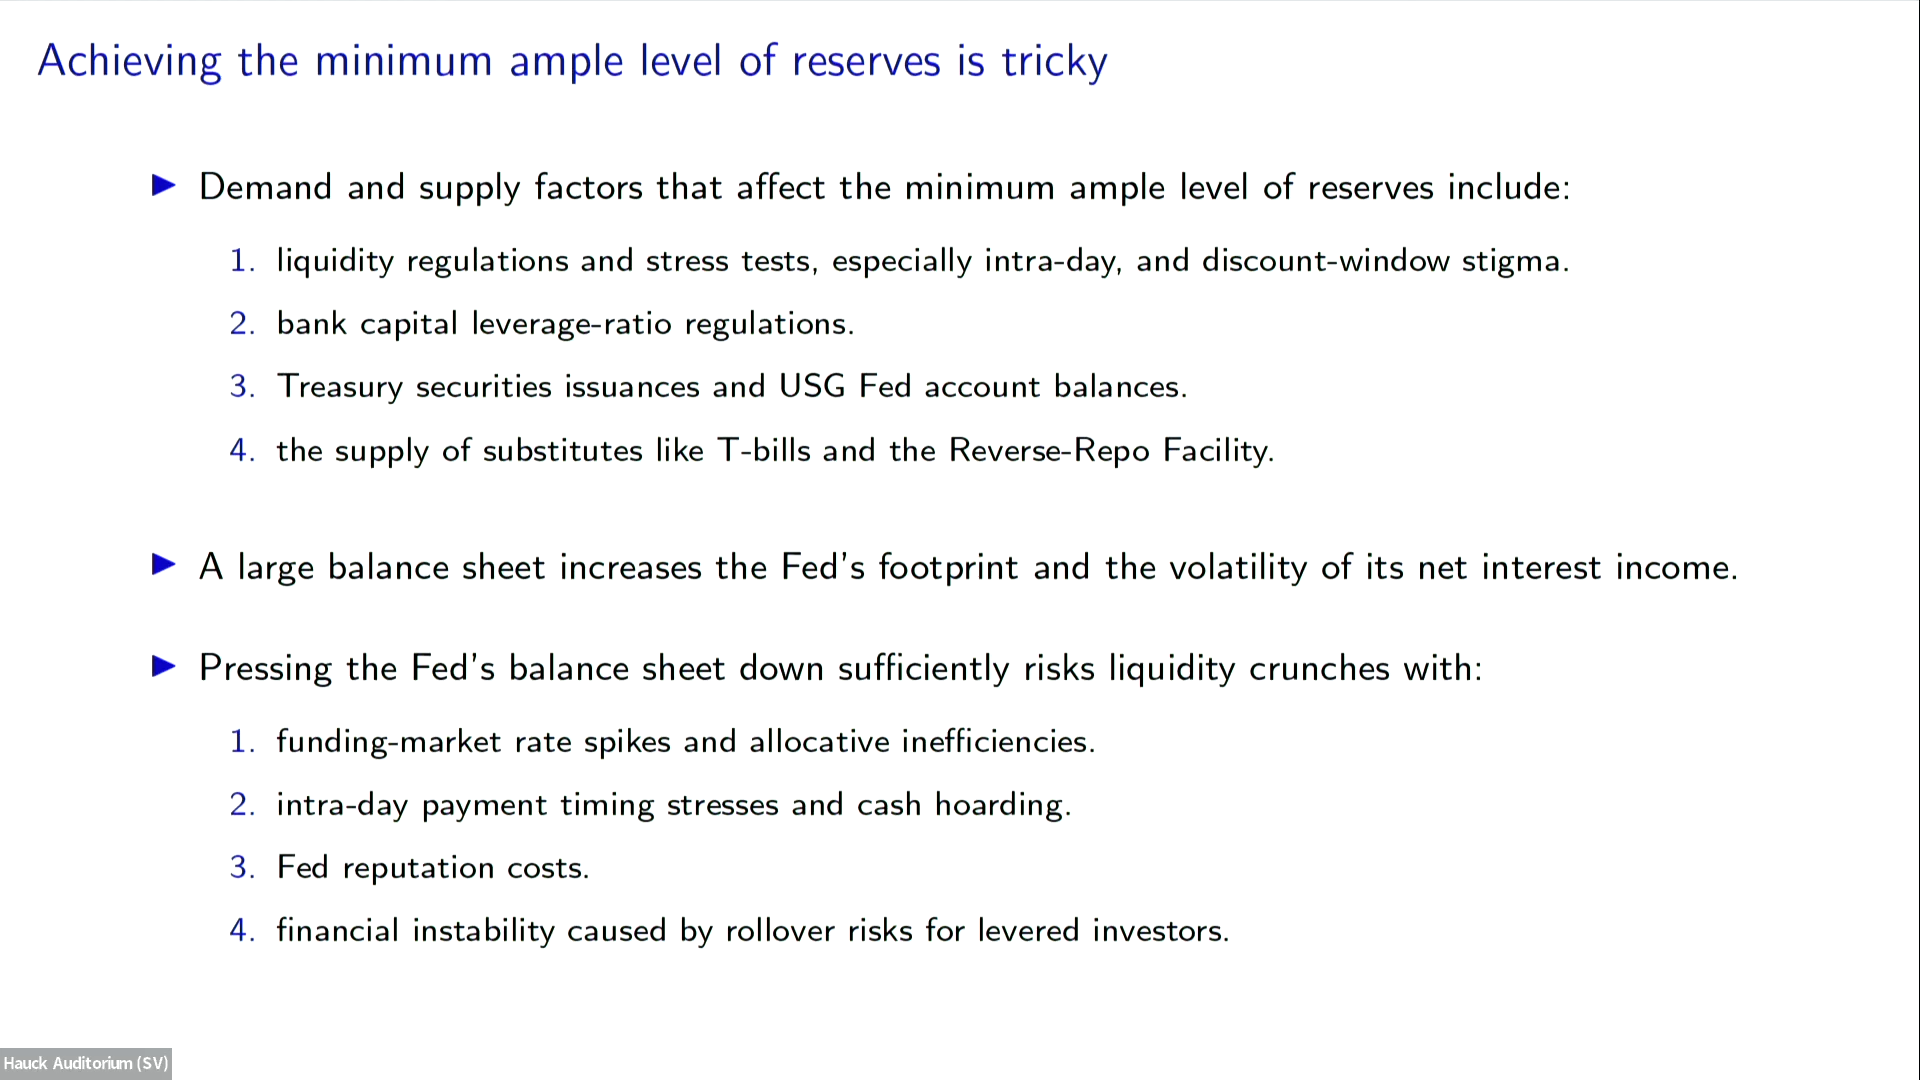 Achieving the minimum ample level of reserves is tricky
▶ Demand and supply factors that affect the minimum ample level of reserves include:
1. liquidity regulations and stress tests, especially intra-day, and discount-window stigma.
2. bank capital leverage-ratio regulations.
3. Treasury securities issuances and USG Fed account balances.
4. the supply of substitutes like T-bills and the Reverse-Repo Facility.
▶ A large balance sheet increases the Fed's footprint and the volatility of its net interest income.
▶ Pressing the Fed's balance sheet down sufficiently risks liquidity crunches with:
1. funding-market rate spikes and allocative inefficiencies.
2. intra-day payment timing stresses and cash hoarding.
3. Fed reputation costs.
4. financial instability caused by rollover risks for levered investors.
Hauck Auditorium (SV)